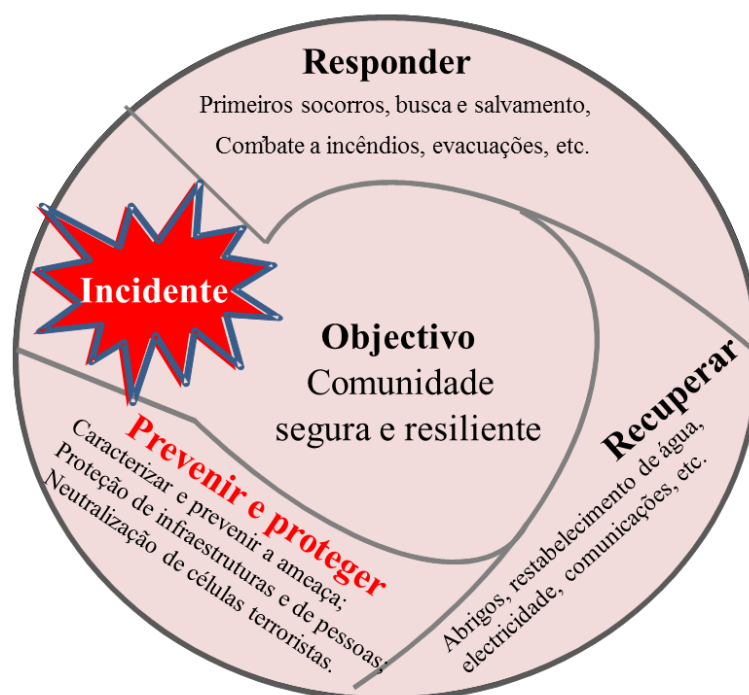 Responder
Primeiros socorros, busca e salvamento,
Combate a incêndios, evacuações, etc.
Incidente
Objectivo
Comunidade
segura e resiliente
Recuperar
Abrigos, restabelecimento de água,
electricidade, comunicações, etc.
Prevenir e proteger
Caracterizar e prevenir a ameaça;
Proteção de infraestruturas e de pessoas;
Neutralização de células terroristas.